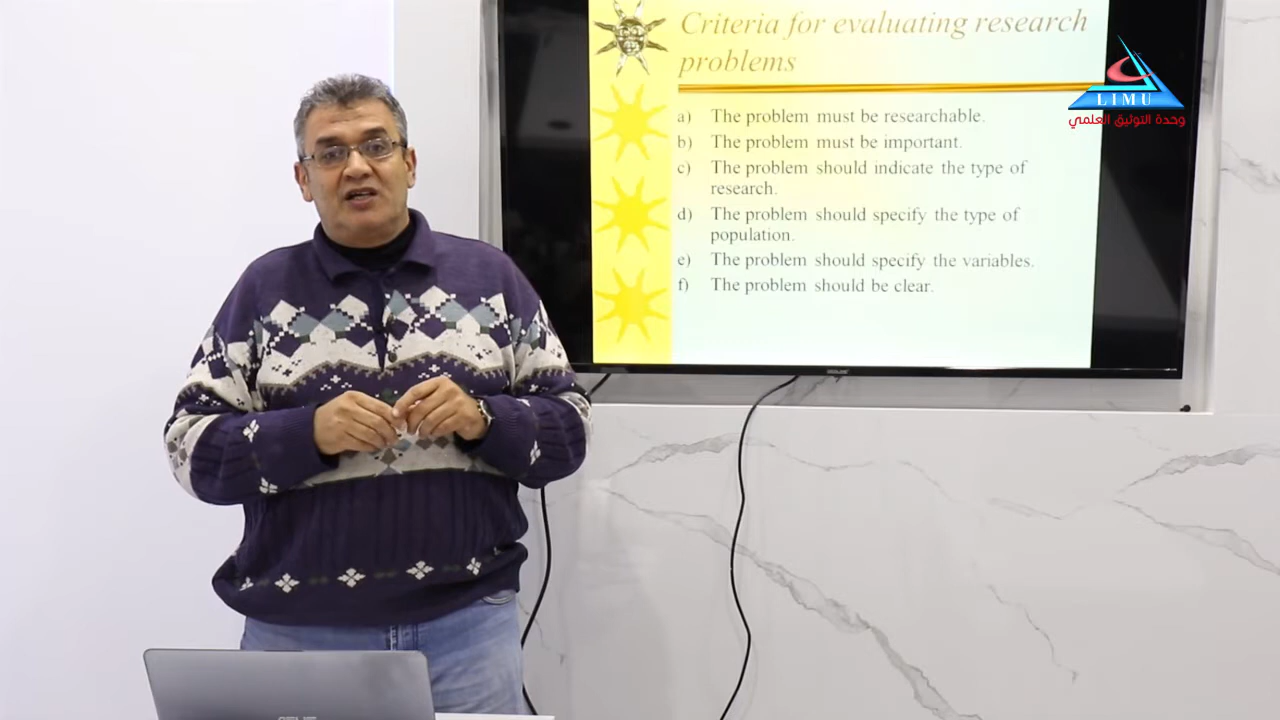 Criteria for evaluating research
problems
a) The problem must be researchable.
b) The problem must be important.
c) The problem should indicate the type of
research.
d) The problem should specify the type of
population.
e) The problem should specify the variables.
f) The problem should be clear.
LIMU
وحدة التوثيق العلمي